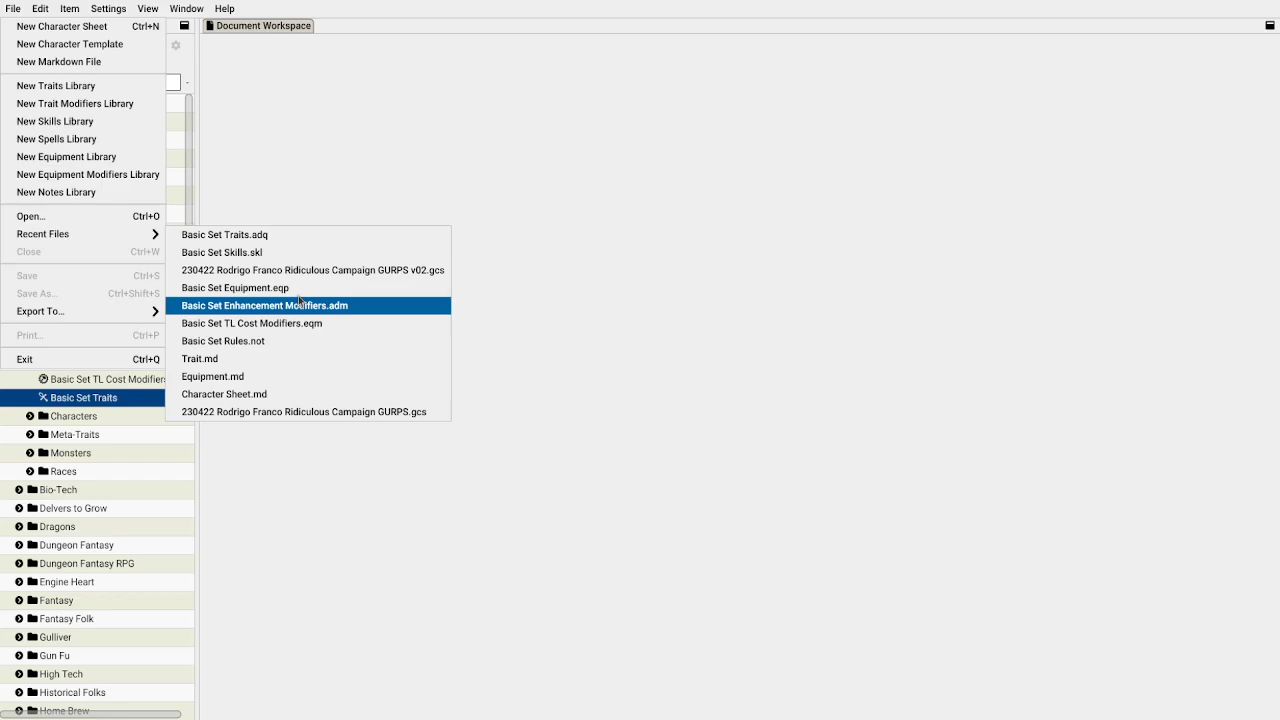 File Edit Item Settings View Window Help
Document Workspace
New Character Sheet Ctrl+N
New Character Template
New Markdown File
New Traits Library
New Trait Modifiers Library
New Skills Library
New Spells Library
New Equipment Library
New Equipment Modifiers Library
New Notes Library
Open... Ctrl+O
Recent Files
Close Ctrl+W
Save Ctrl+S
Save As... Ctrl+Shift+S
Export To...
Print... Ctrl+P
Exit Ctrl+Q
Basic Set Traits.adq
Basic Set Skills.skl
230422 Rodrigo Franco Ridiculous Campaign GURPS v02.gcs
Basic Set Equipment.eqp
Basic Set Enhancement Modifiers.adm
Basic Set TL Cost Modifiers.eqm
Basic Set Rules.not
Trait.md
Equipment.md
Character Sheet.md
230422 Rodrigo Franco Ridiculous Campaign GURPS.gcs
Basic Set TL Cost Modifiers
Basic Set Traits
Characters
Meta-Traits
Monsters
Races
Bio-Tech
Delvers to Grow
Dragons
Dungeon Fantasy
Dungeon Fantasy RPG
Engine Heart
Fantasy
Fantasy Folk
Gulliver
Gun Fu
High Tech
Historical Folks
Home Brew